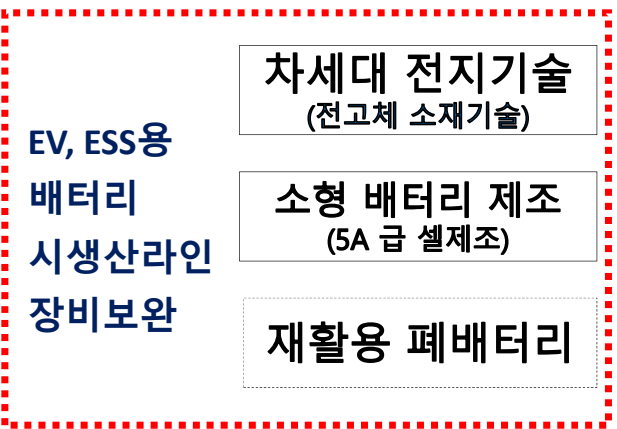 EV, ESS용
배터리
시생산라인
장비보완
차세대 전지기술
(전고체 소재기술)
소형 배터리 제조
(5A 급 셀제조)
재활용 폐배터리